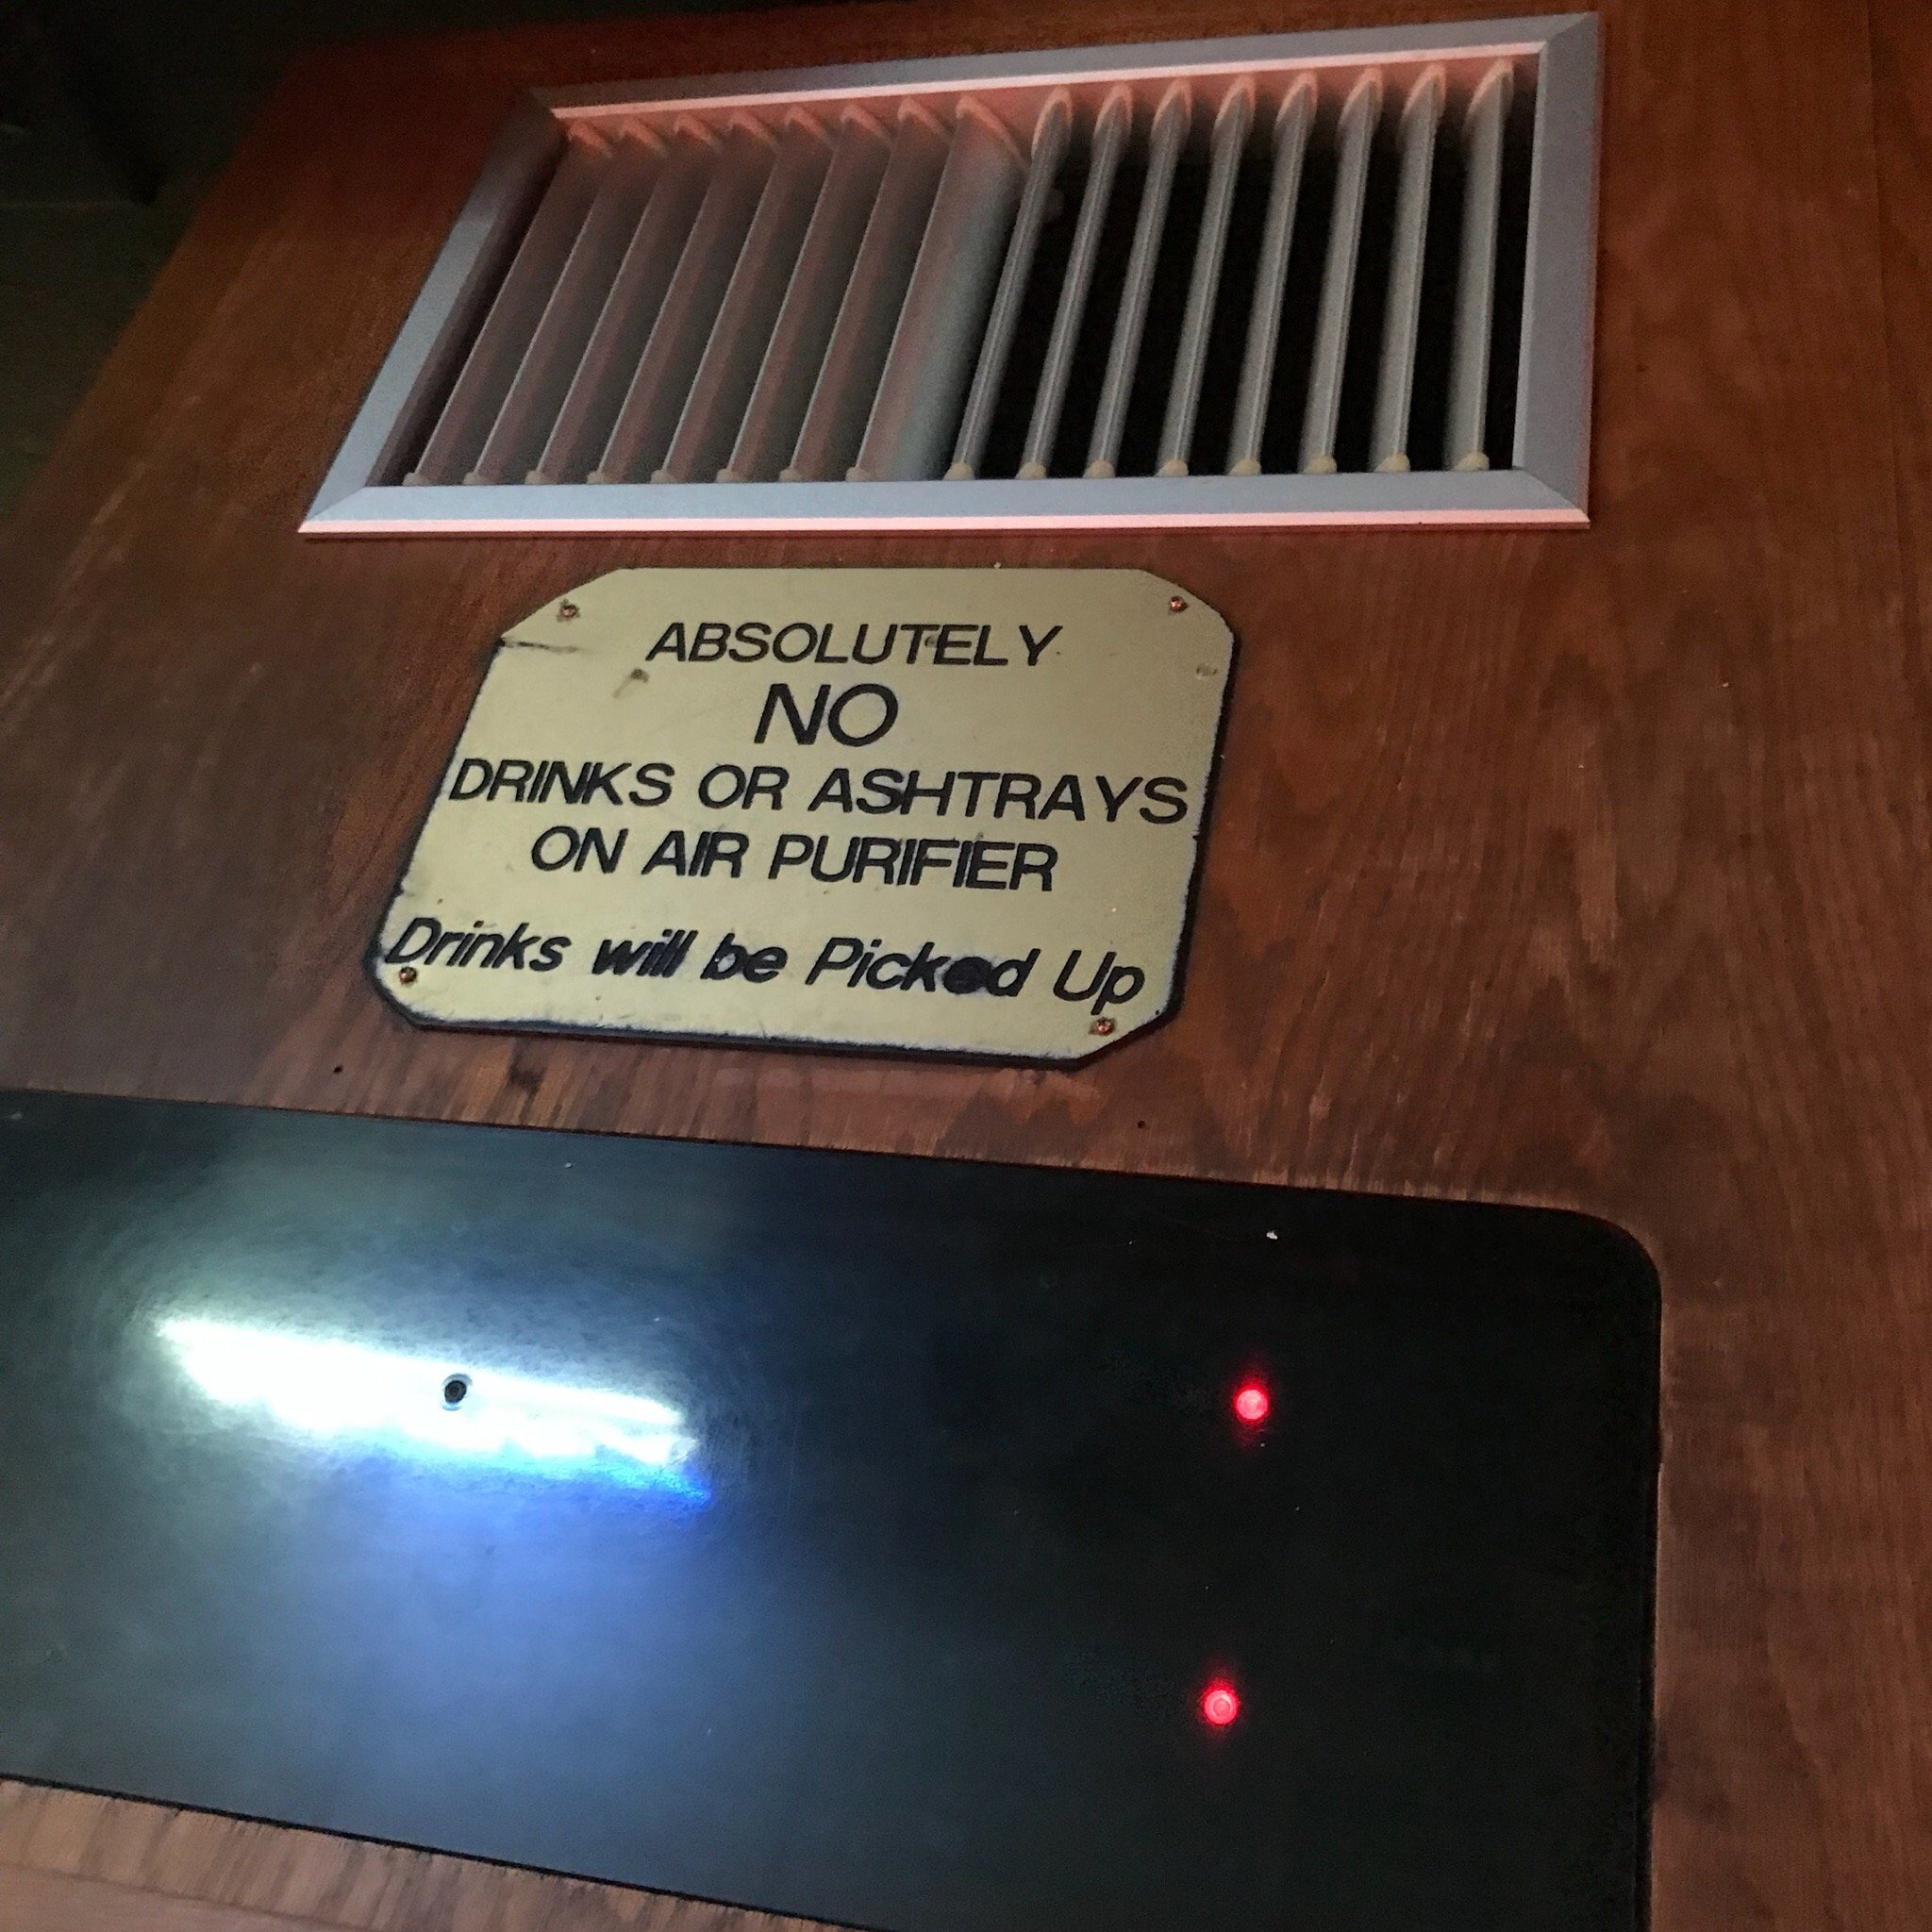 ABSOLUTELY
NO
DRINKS OR ASHTRAYS
ON AIR PURIFIER
Drinks will be Picked Up